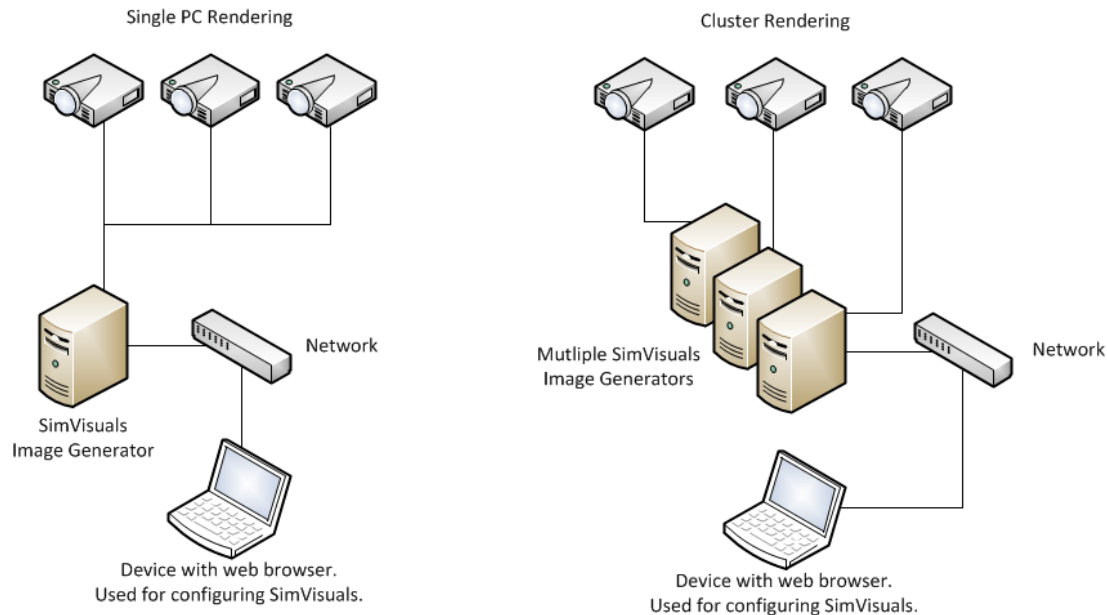 Single PC Rendering
Network
SimVisuals
Image Generator
Device with web browser.
Used for configuring SimVisuals.
Cluster Rendering
Mutliple SimVisuals
Image Generators
Network
Device with web browser.
Used for configuring SimVisuals.